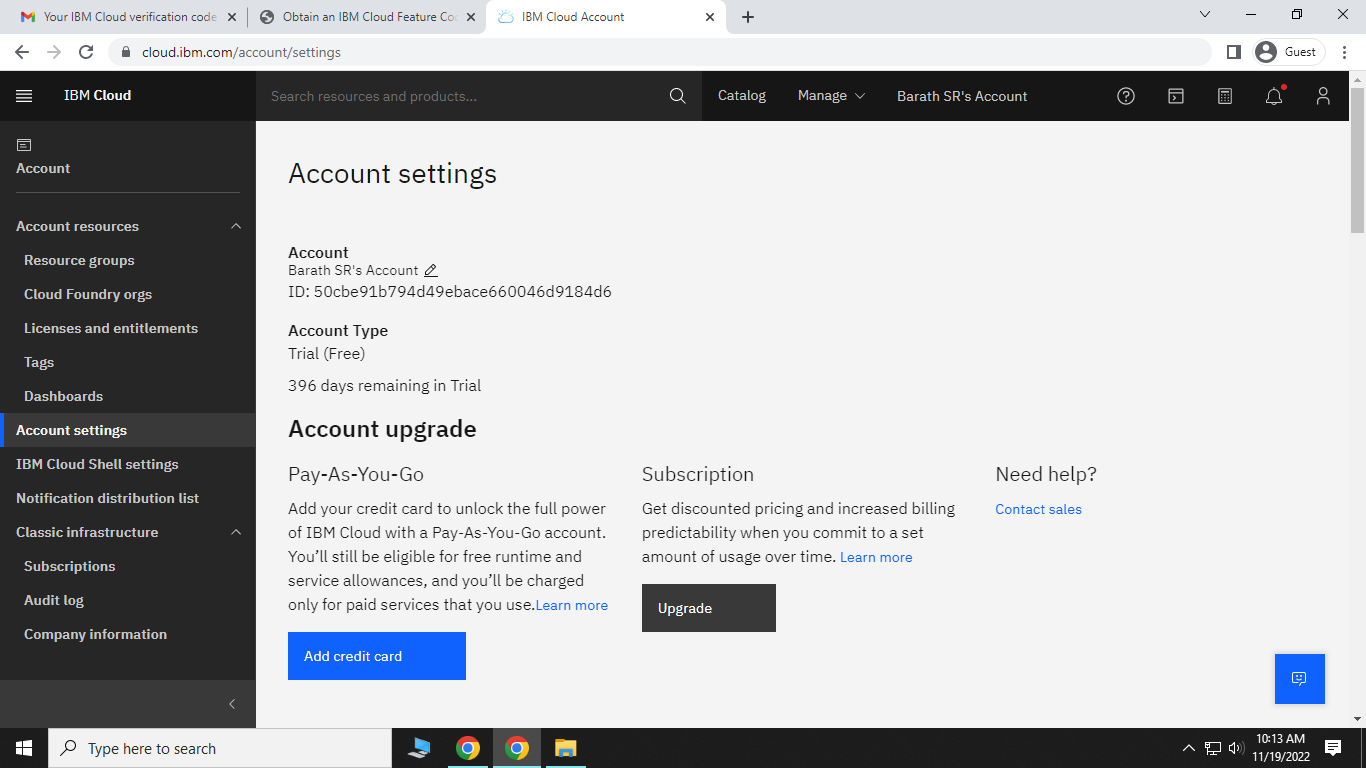 Your IBM Cloud verification code
Obtain an IBM Cloud Feature Co
IBM Cloud Account
cloud.ibm.com/account/settings
Guest
IBM Cloud
Search resources and products...
Catalog
Manage
Barath SR's Account
Account
Account resources
Resource groups
Cloud Foundry orgs
Licenses and entitlements
Tags
Dashboards
Account settings
IBM Cloud Shell settings
Notification distribution list
Classic infrastructure
Subscriptions
Audit log
Company information
Account settings
Account
Barath SR's Account
ID: 50cbe91b794d49ebace660046d9184d6
Account Type
Trial (Free)
396 days remaining in Trial
Account upgrade
Pay-As-You-Go
Add your credit card to unlock the full power
of IBM Cloud with a Pay-As-You-Go account.
You’ll still be eligible for free runtime and
service allowances, and you’ll be charged
only for paid services that you use.Learn more
Add credit card
Subscription
Get discounted pricing and increased billing
predictability when you commit to a set
amount of usage over time. Learn more
Upgrade
Need help?
Contact sales
Type here to search
10:13 AM
11/19/2022